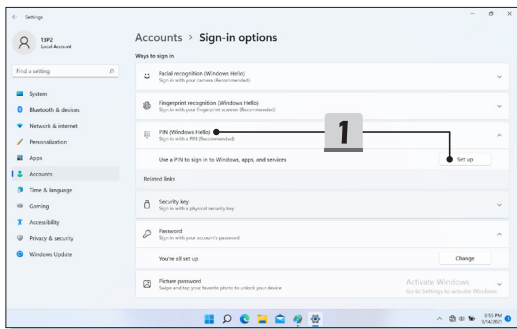 Settings
13P2
Local Account
Find a setting
System
Bluetooth & devices
Network & internet
Personalization
Apps
Accounts
Time & language
Gaming
Accessibility
Privacy & security
Windows Update
Accounts > Sign-in options
Ways to sign in
Facial recognition (Windows Hello)
Sign in with your camera (Recommended)
Fingerprint recognition (Windows Hello)
Sign in with your fingerprint scanner (Recommended)
PIN (Windows Hello)
Sign in with a PIN (Recommended)
1
Use a PIN to sign in to Windows, apps, and services
Set up
Related links
Security key
Sign in with a physical security key
Password
Sign in with your account's password
You're all set up
Change
Picture password
Swipe and tap your favorite photo to unlock your device
Activate Windows
Go to Settings to activate Windows.
6:55 PM
9/14/2021